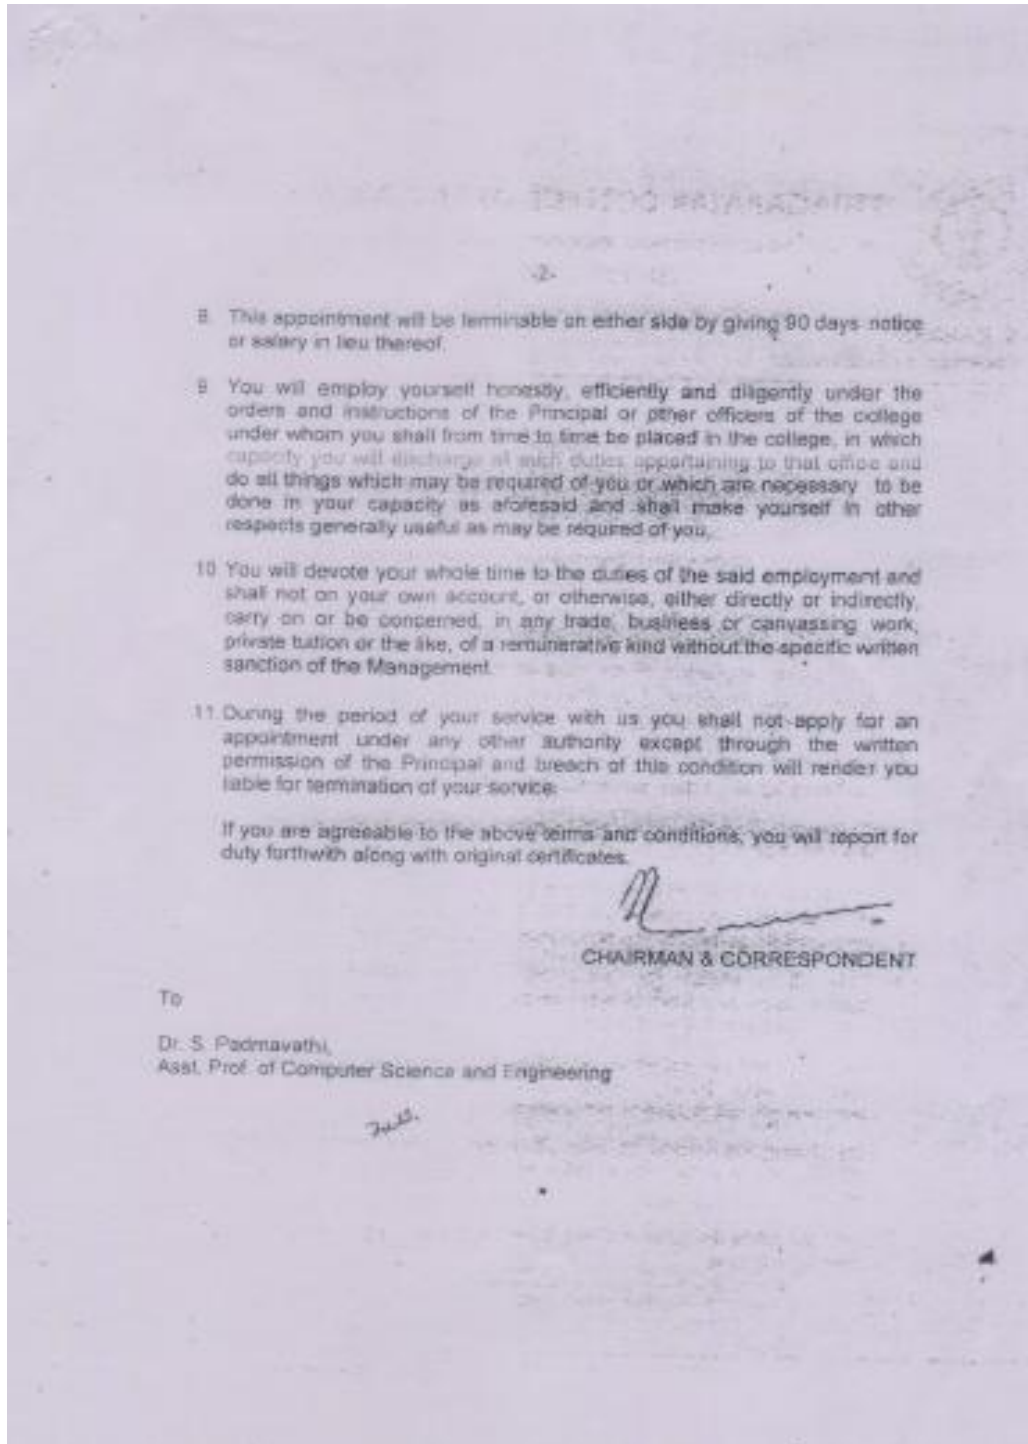 -2-
8. This appointment will be terminable on either side by giving 90 days notice
or salary in lieu thereof.
9 You will employ yourself honestly, efficiently and diligently under the
orders and instructions of the Principal or other officers of the college
under whom you shall from time to time be placed in the college, in which
capacity you will discharge all such duties appertaining to that office and
do all things which may be required of you or which are necessary to be
done in your capacity as aforesaid and shall make yourself in other
respects generally useful as may be required of you.
10 You will devote your whole time to the duties of the said employment and
shall not on your own account, or otherwise, either directly or indirectly,
carry on or be concerned, in any trade, business or canvassing work,
private tuition or the like, of a remunerative kind without the specific written
sanction of the Management.
11 During the period of your service with us you shall not apply for an
appointment under any other authority except through the written
permission of the Principal and breach of this condition will render you
liable for termination of your service.
If you are agreeable to the above terms and conditions, you will report for
duty furthwith along with original certificates.
CHAIRMAN & CORRESPONDENT
To
Dr. S. Padmavathi,
Asst. Prof. of Computer Science and Engineering